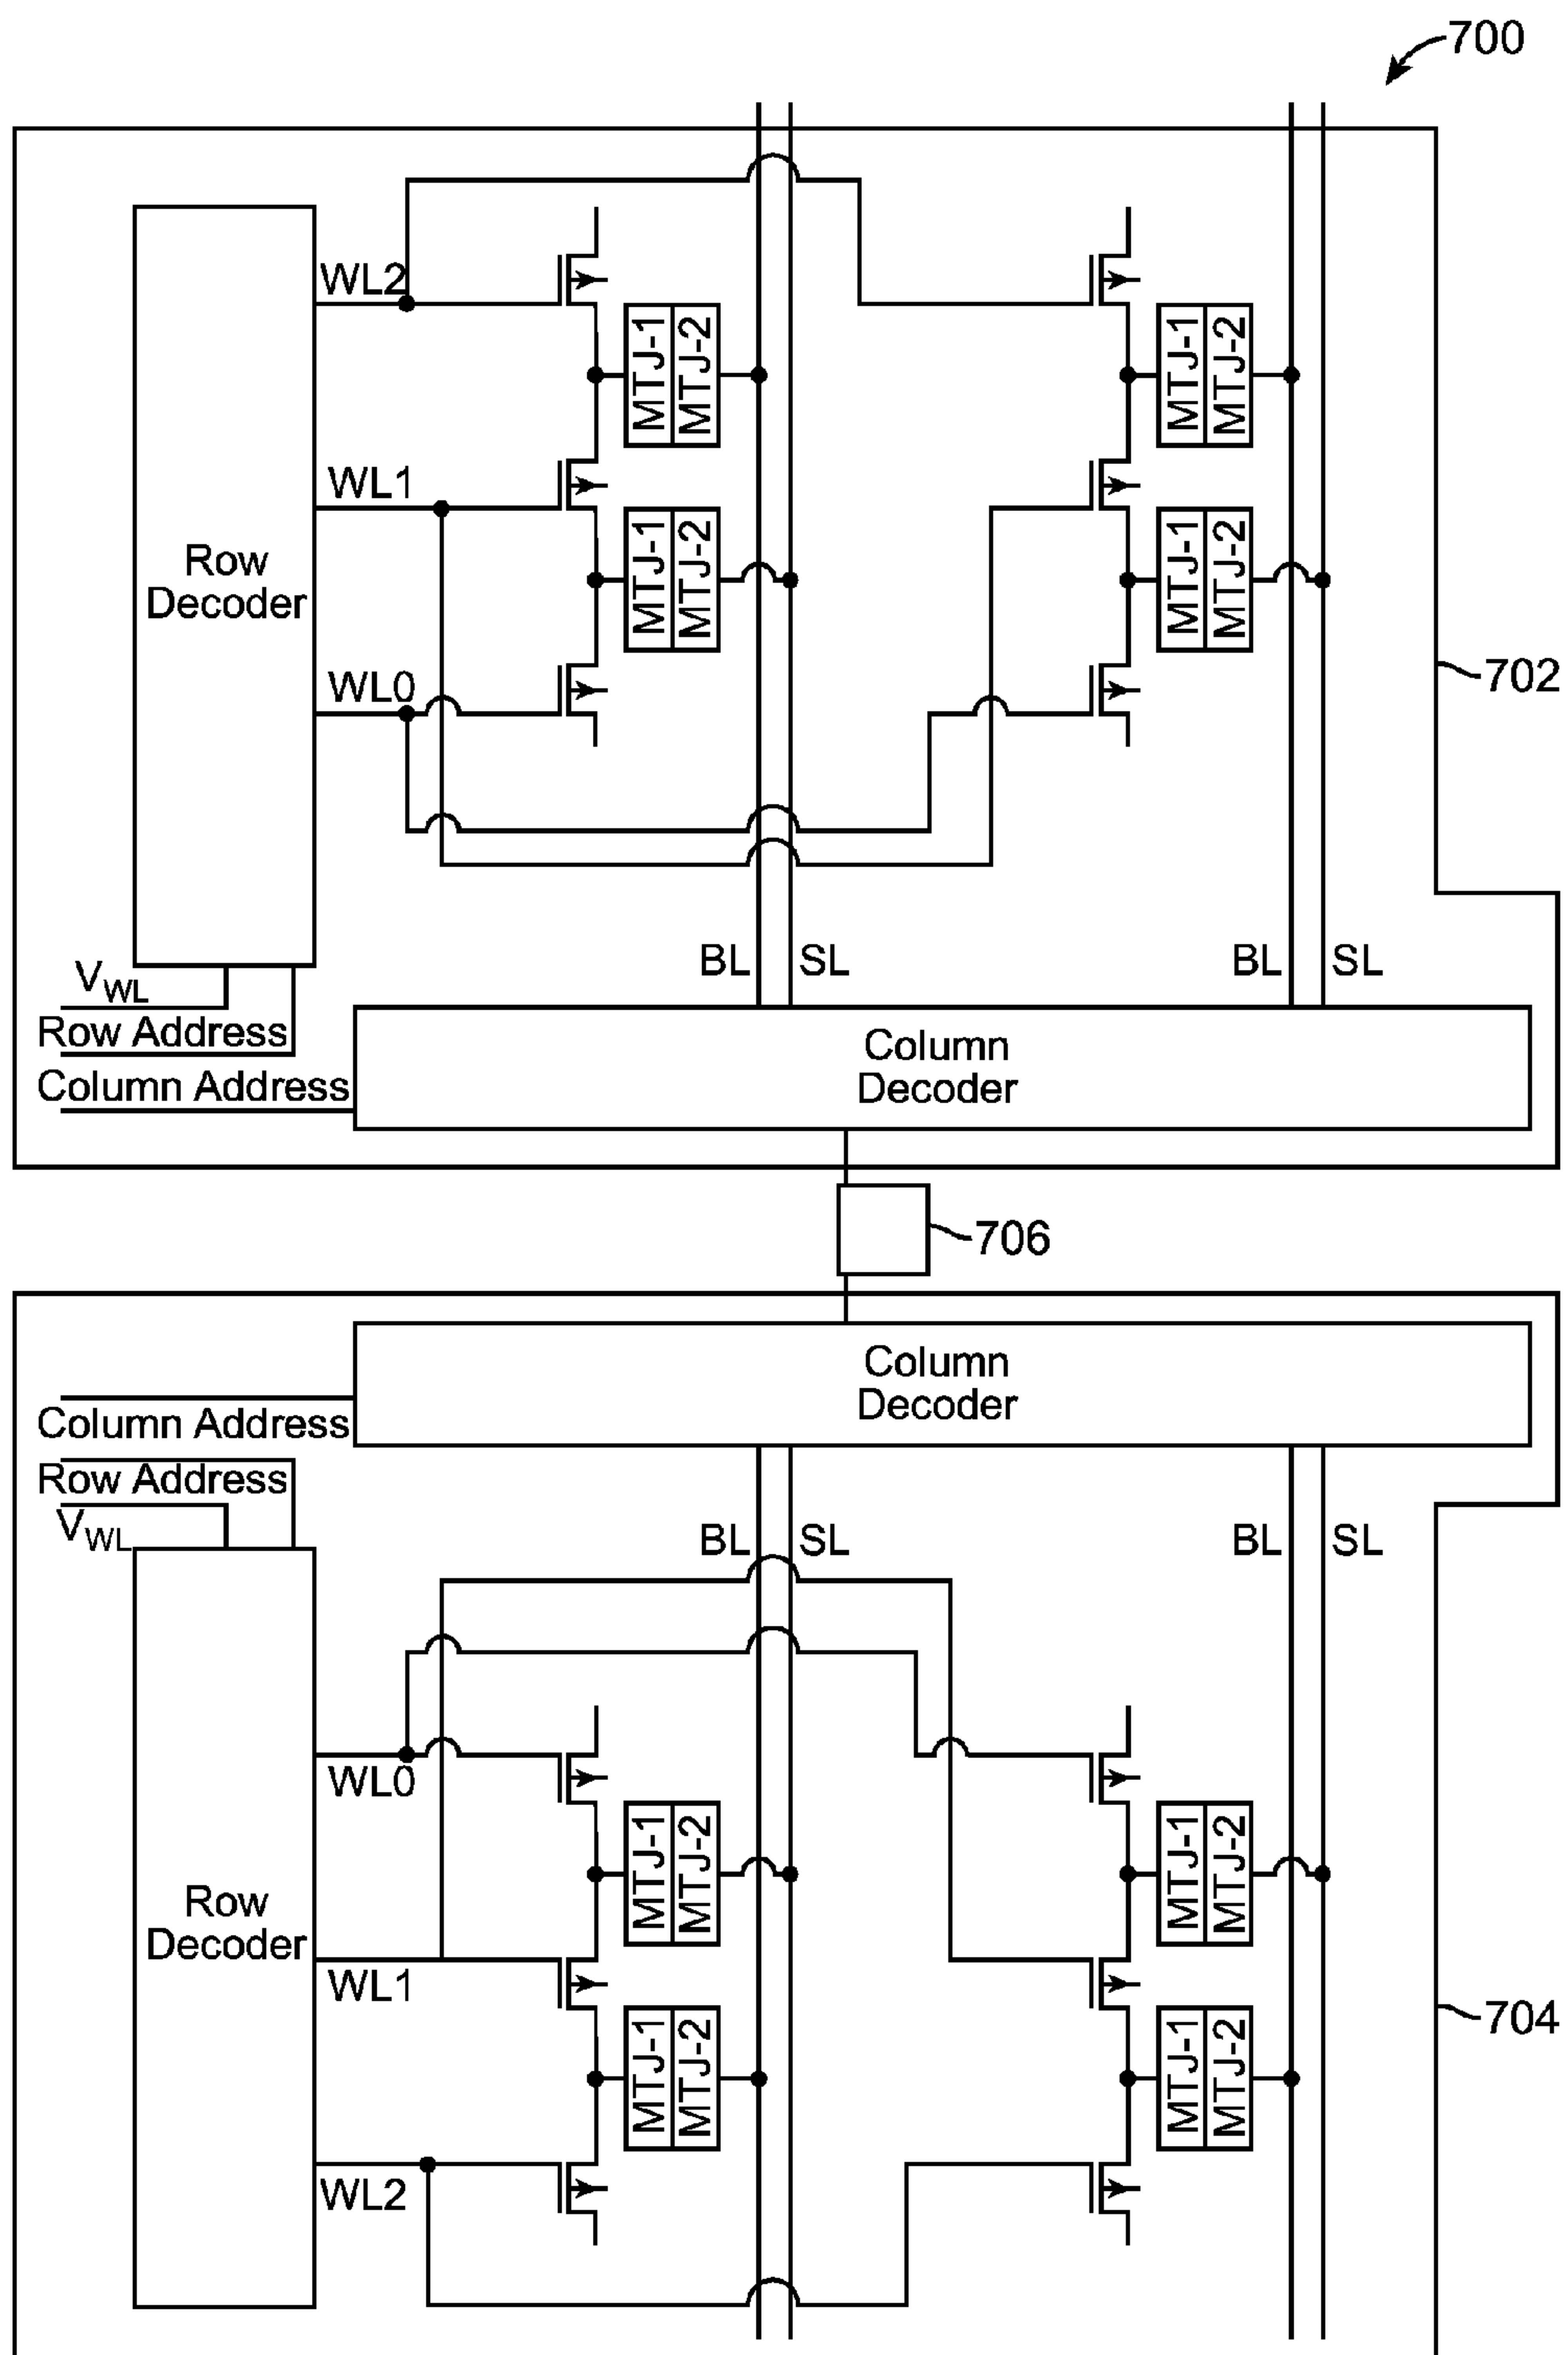 700
WL2
MTJ-1
MTJ-2
MTJ-1
MTJ-2
WL1
Row
Decoder
MTJ-1
MTJ-2
MTJ-1
MTJ-2
WL0
702
BL
SL
BL
SL
VWL
Row Address
Column Address
Column
Decoder
706
Column
Decoder
Column Address
Row Address
VWL
BL
SL
BL
SL
WL0
MTJ-1
MTJ-2
MTJ-1
MTJ-2
Row
Decoder
WL1
704
MTJ-1
MTJ-2
MTJ-1
MTJ-2
WL2